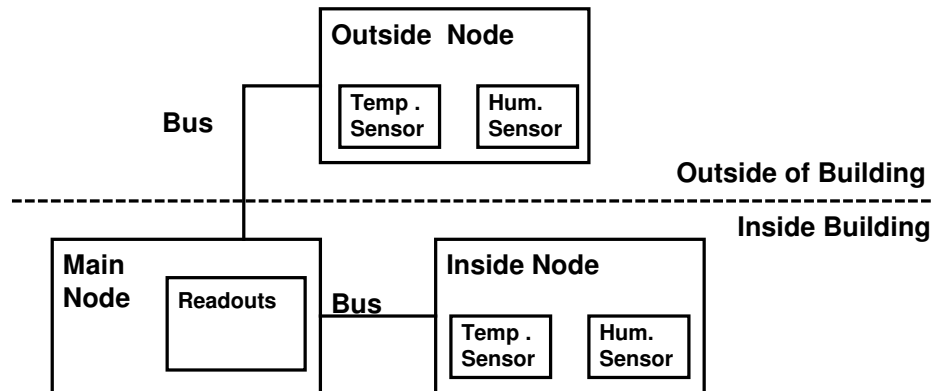 Outside Node
Temp .
Sensor
Hum.
Sensor
Bus
Outside of Building
Inside Building
Main
Node
Readouts
Bus
Inside Node
Temp .
Sensor
Hum.
Sensor